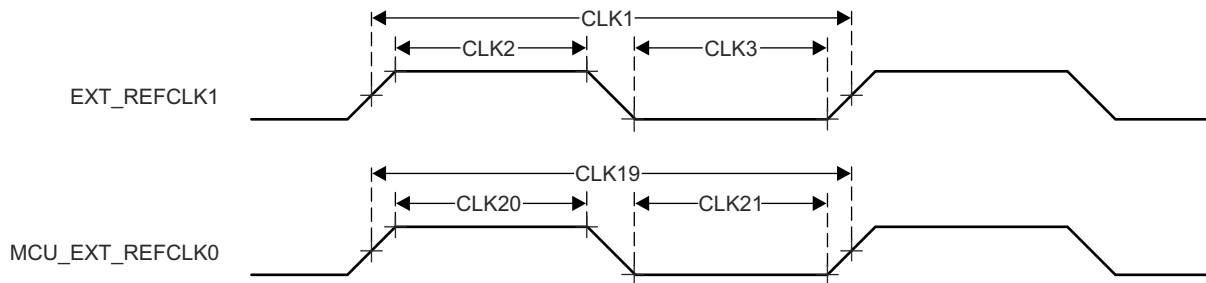 CLK1
CLK2 CLK3
EXT_REFCLK1
CLK19
CLK20 CLK21
MCU_EXT_REFCLK0